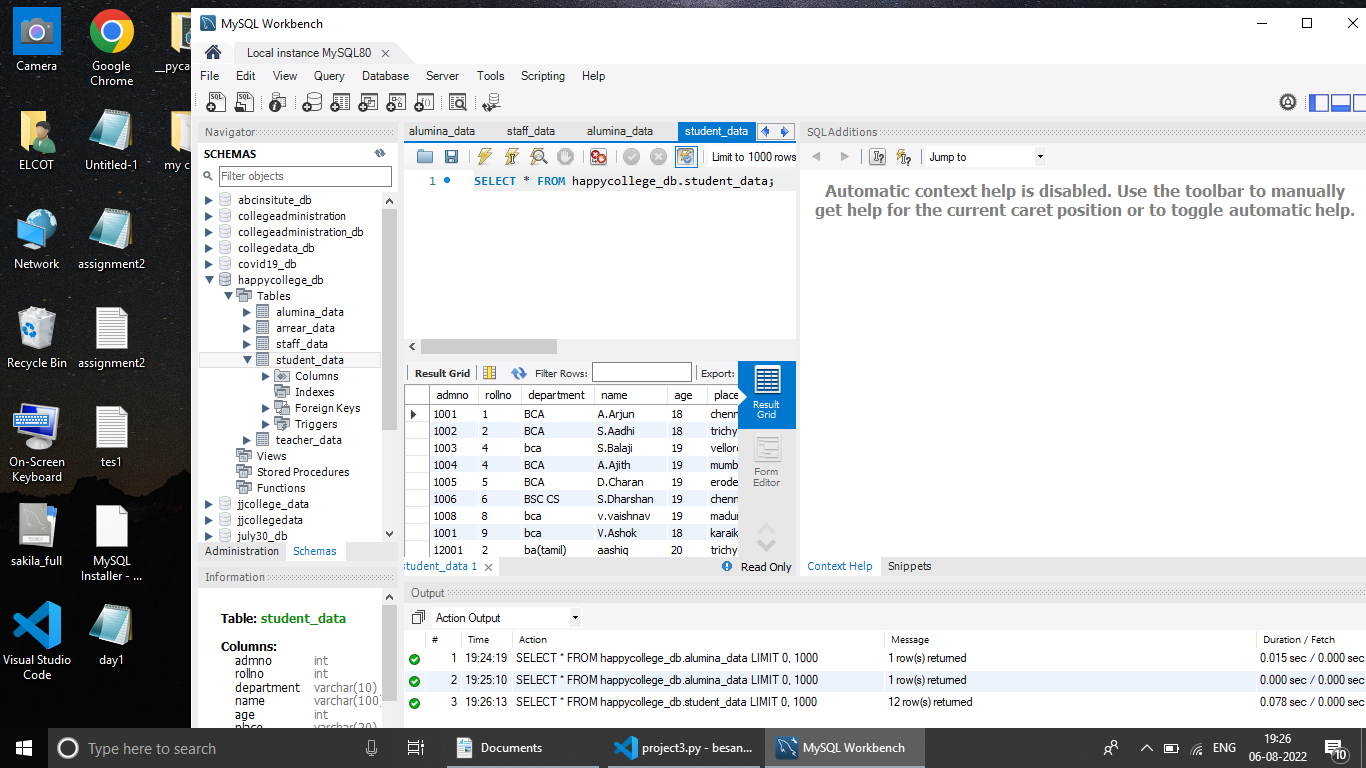 Camera
Google
Chrome
__pyca
ELCOT
Untitled-1
my c
Network
assignment2
Recycle Bin
assignment2
On-Screen
Keyboard
tes1
sakila_full
MySQL
Installer - ...
Visual Studio
Code
day1
MySQL Workbench
Local instance MySQL80
File Edit View Query Database Server Tools Scripting Help
Navigator
SCHEMAS
Filter objects
abcinsitute_db
collegeadministration
collegeadministration_db
collegedata_db
covid19_db
happycollege_db
Tables
alumina_data
arrear_data
staff_data
student_data
Columns
Indexes
Foreign Keys
Triggers
teacher_data
Views
Stored Procedures
Functions
jjcollege_data
jjcollegedata
july30_db
Administration Schemas
Information
Table: student_data
Columns:
admno int
rollno int
department varchar(10)
name varchar(100)
age int
place varchar(20)
alumina_data staff_data alumina_data student_data
Limit to 1000 rows
1 SELECT * FROM happycollege_db.student_data;
Result Grid Filter Rows: Export:
admno rollno department name age place
1001 1 BCA A.Arjun 18 chenn
1002 2 BCA S.Aadhi 18 trichy
1003 4 bca S.Balaji 19 vellore
1004 4 BCA A.Ajith 19 mumb
1005 5 BCA D.Charan 19 erode
1006 6 BSC CS S.Dharshan 19 chenn
1008 8 bca v.vaishnav 19 madur
1001 9 bca V.Ashok 18 karaik
12001 2 ba(tamil) aashiq 20 trichy
Result
Grid
Form
Editor
student_data 1
Read Only
SQLAdditions
Jump to
Automatic context help is disabled. Use the toolbar to manually
get help for the current caret position or to toggle automatic help.
Context Help Snippets
Output
Action Output
# Time Action Message Duration / Fetch
1 19:24:19 SELECT * FROM happycollege_db.alumina_data LIMIT 0, 1000 1 row(s) returned 0.015 sec / 0.000 sec
2 19:25:10 SELECT * FROM happycollege_db.alumina_data LIMIT 0, 1000 1 row(s) returned 0.000 sec / 0.000 sec
3 19:26:13 SELECT * FROM happycollege_db.student_data LIMIT 0, 1000 12 row(s) returned 0.078 sec / 0.000 sec
Type here to search
Documents
project3.py - besan...
MySQL Workbench
ENG
19:26
06-08-2022
10